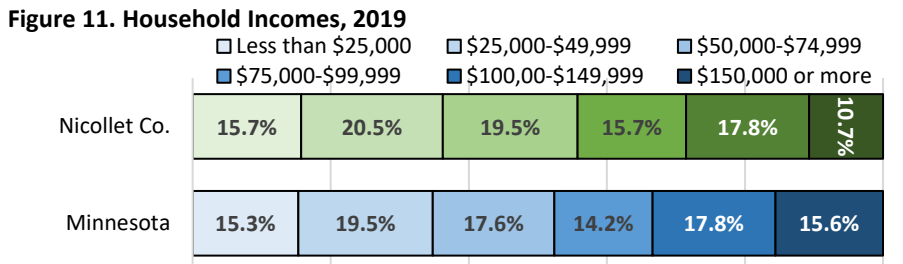 Figure 11. Household Incomes, 2019
Less than $25,000 $25,000-$49,999 $50,000-$74,999
$75,000-$99,999 $100,00-$149,999 $150,000 or more
Nicollet Co. 15.7% 20.5% 19.5% 15.7% 17.8% 10.7%
Minnesota 15.3% 19.5% 17.6% 14.2% 17.8% 15.6%